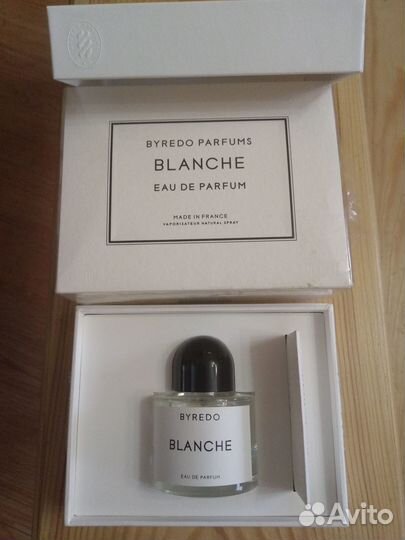 BYREDO PARFUMS
BLANCHE
EAU DE PARFUM
MADE IN FRANCE
VAPORISATEUR NATURAL SPRAY
BYREDO
BLANCHE
EAU DE PARFUM
Avito